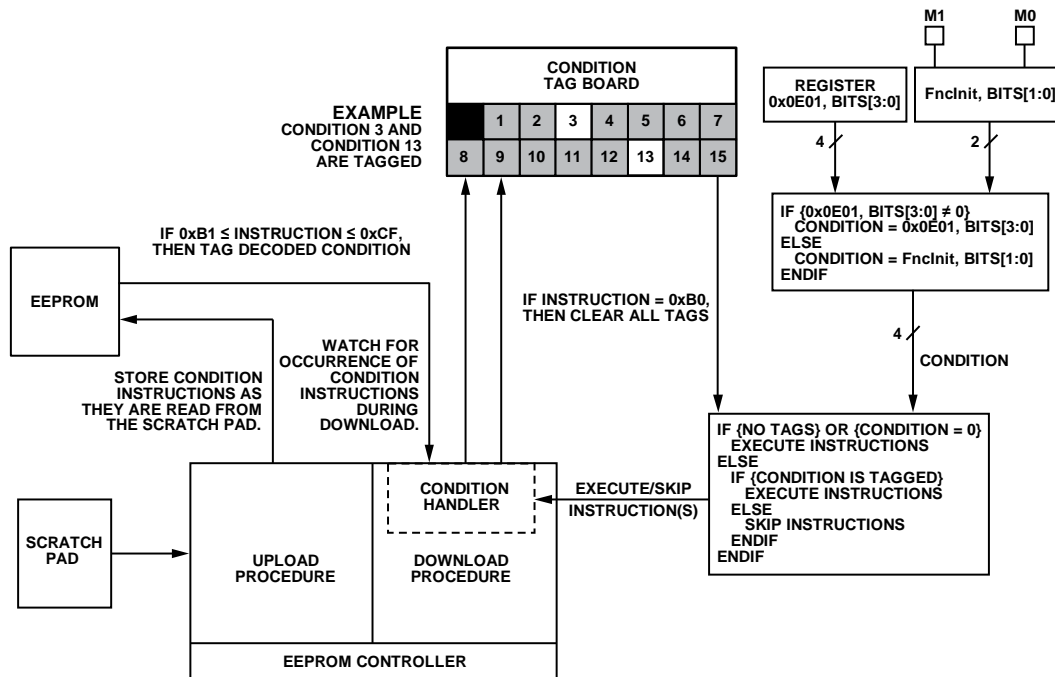 M1
M0
CONDITION
TAG BOARD
REGISTER
0x0E01, BITS[3:0]
FncInit, BITS[1:0]
EXAMPLE
CONDITION 3 AND
CONDITION 13
ARE TAGGED
1 2 3 4 5 6 7
8 9 10 11 12 13 14 15
4
2
IF {0x0E01, BITS[3:0] ≠ 0}
CONDITION = 0x0E01, BITS[3:0]
ELSE
CONDITION = FncInit, BITS[1:0]
ENDIF
IF 0xB1 ≤ INSTRUCTION ≤ 0xCF,
THEN TAG DECODED CONDITION
EEPROM
IF INSTRUCTION = 0xB0,
THEN CLEAR ALL TAGS
4
CONDITION
WATCH FOR
OCCURRENCE OF
CONDITION
INSTRUCTIONS
DURING
DOWNLOAD.
STORE CONDITION
INSTRUCTIONS AS
THEY ARE READ FROM
THE SCRATCH PAD.
IF {NO TAGS} OR {CONDITION = 0}
EXECUTE INSTRUCTIONS
ELSE
IF {CONDITION IS TAGGED}
EXECUTE INSTRUCTIONS
ELSE
SKIP INSTRUCTIONS
ENDIF
ENDIF
CONDITION
HANDLER
EXECUTE/SKIP
INSTRUCTION(S)
SCRATCH
PAD
UPLOAD
PROCEDURE
DOWNLOAD
PROCEDURE
EEPROM CONTROLLER